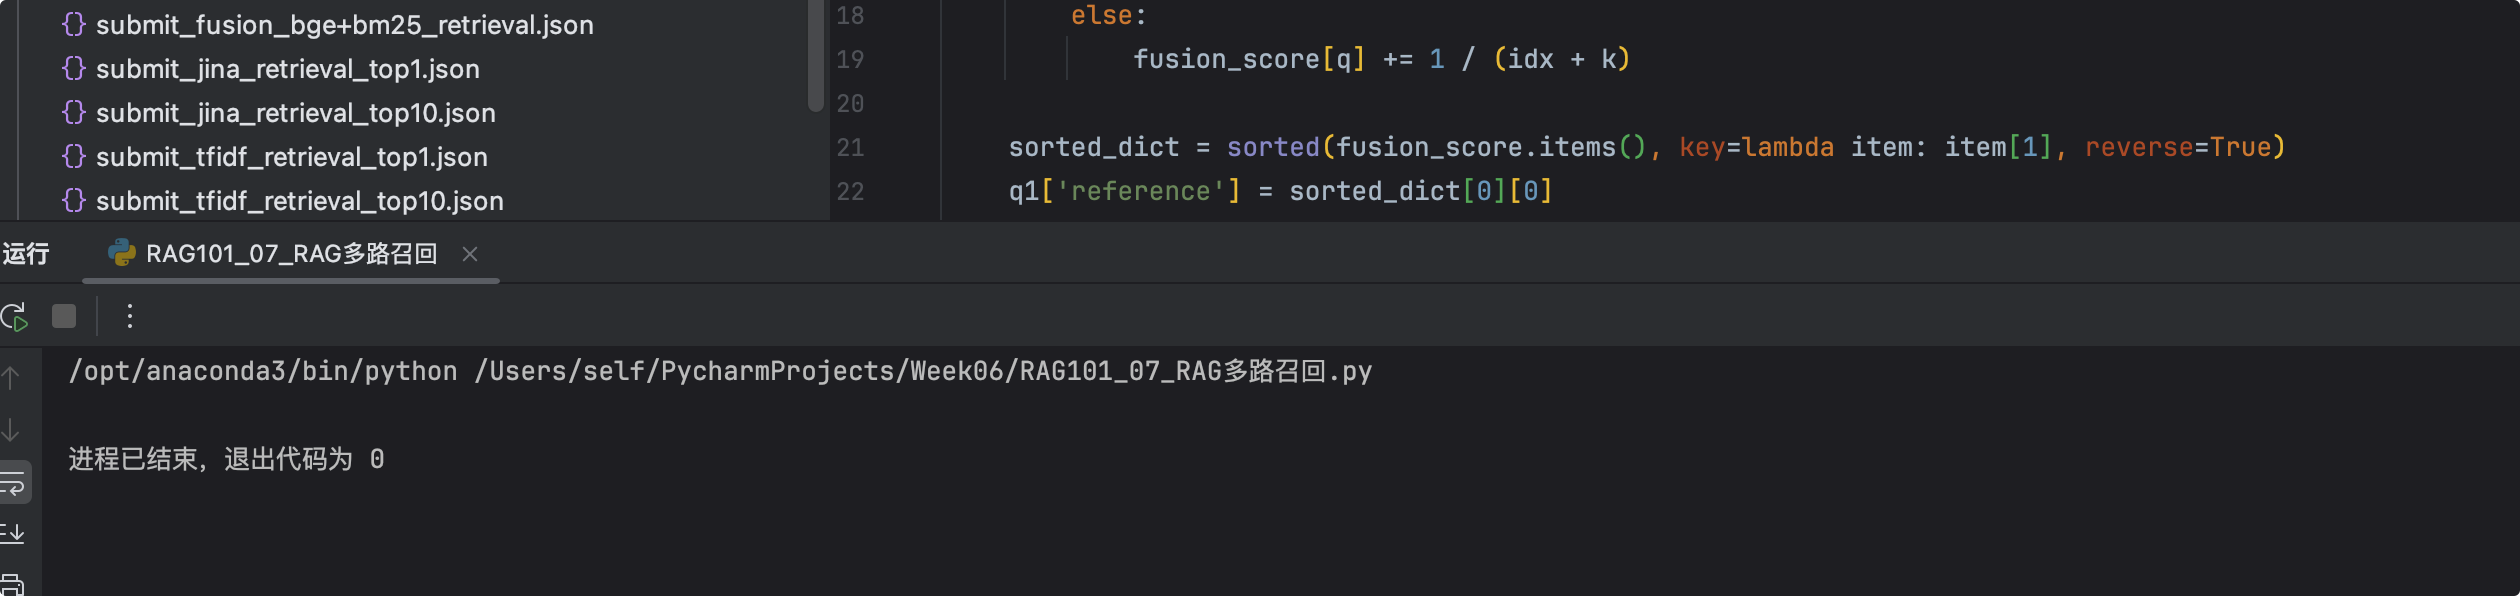 submit_fusion_bge+bm25_retrieval.json
submit_jina_retrieval_top1.json
submit_jina_retrieval_top10.json
submit_tfidf_retrieval_top1.json
submit_tfidf_retrieval_top10.json
18 else:
19 fusion_score[q] += 1 / (idx + k)
20
21 sorted_dict = sorted(fusion_score.items(), key=lambda item: item[1], reverse=True)
22 q1['reference'] = sorted_dict[0][0]
运行 RAG101_07_RAG多路召回
/opt/anaconda3/bin/python /Users/self/PycharmProjects/Week06/RAG101_07_RAG多路召回.py
进程已结束，退出代码为 0